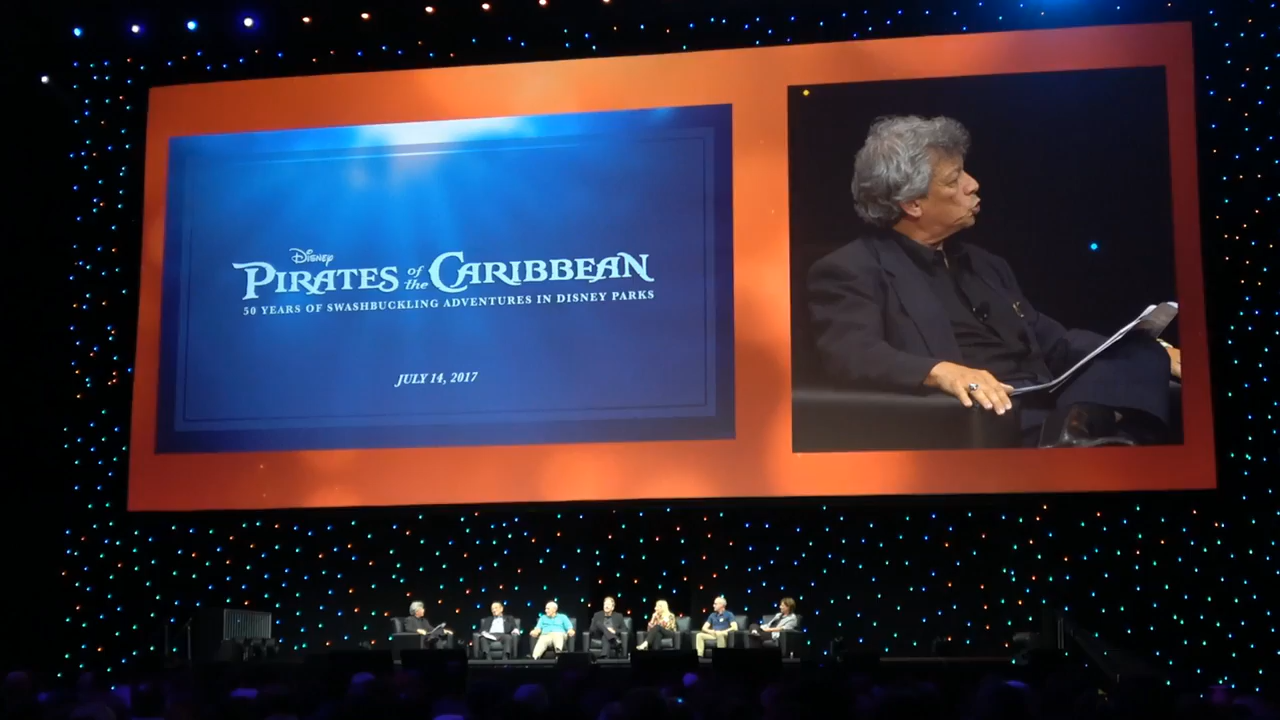 Disney
PIRATES of the CARIBBEAN
50 YEARS OF SWASHBUCKLING ADVENTURES IN DISNEY PARKS
JULY 14, 2017